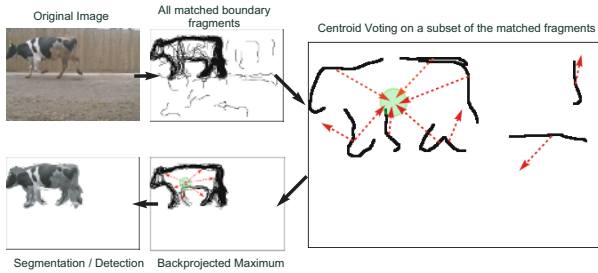 Original Image
All matched boundary
fragments
Centroid Voting on a subset of the matched fragments
Segmentation / Detection
Backprojected Maximum